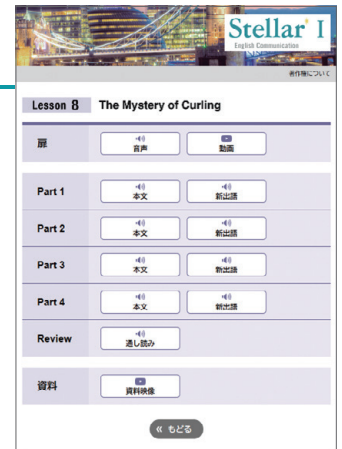 Stellar I
English Communication
著作権について
Lesson 8 The Mystery of Curling
扉 音声 動画
Part 1 本文 新出語
Part 2 本文 新出語
Part 3 本文 新出語
Part 4 本文 新出語
Review 通し読み
資料 資料映像
« もどる